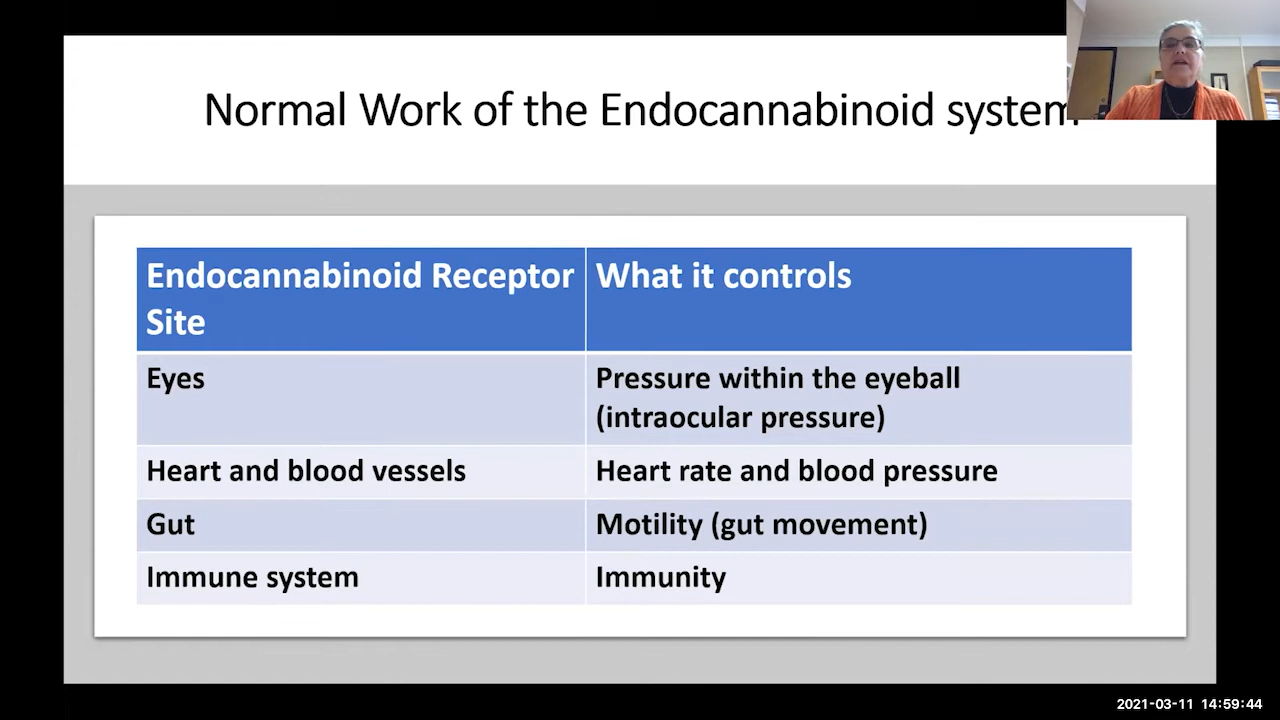 Normal Work of the Endocannabinoid system
Endocannabinoid Receptor
Site
What it controls
Eyes
Pressure within the eyeball
(intraocular pressure)
Heart and blood vessels
Heart rate and blood pressure
Gut
Motility (gut movement)
Immune system
Immunity
2021-03-11 14:59:44